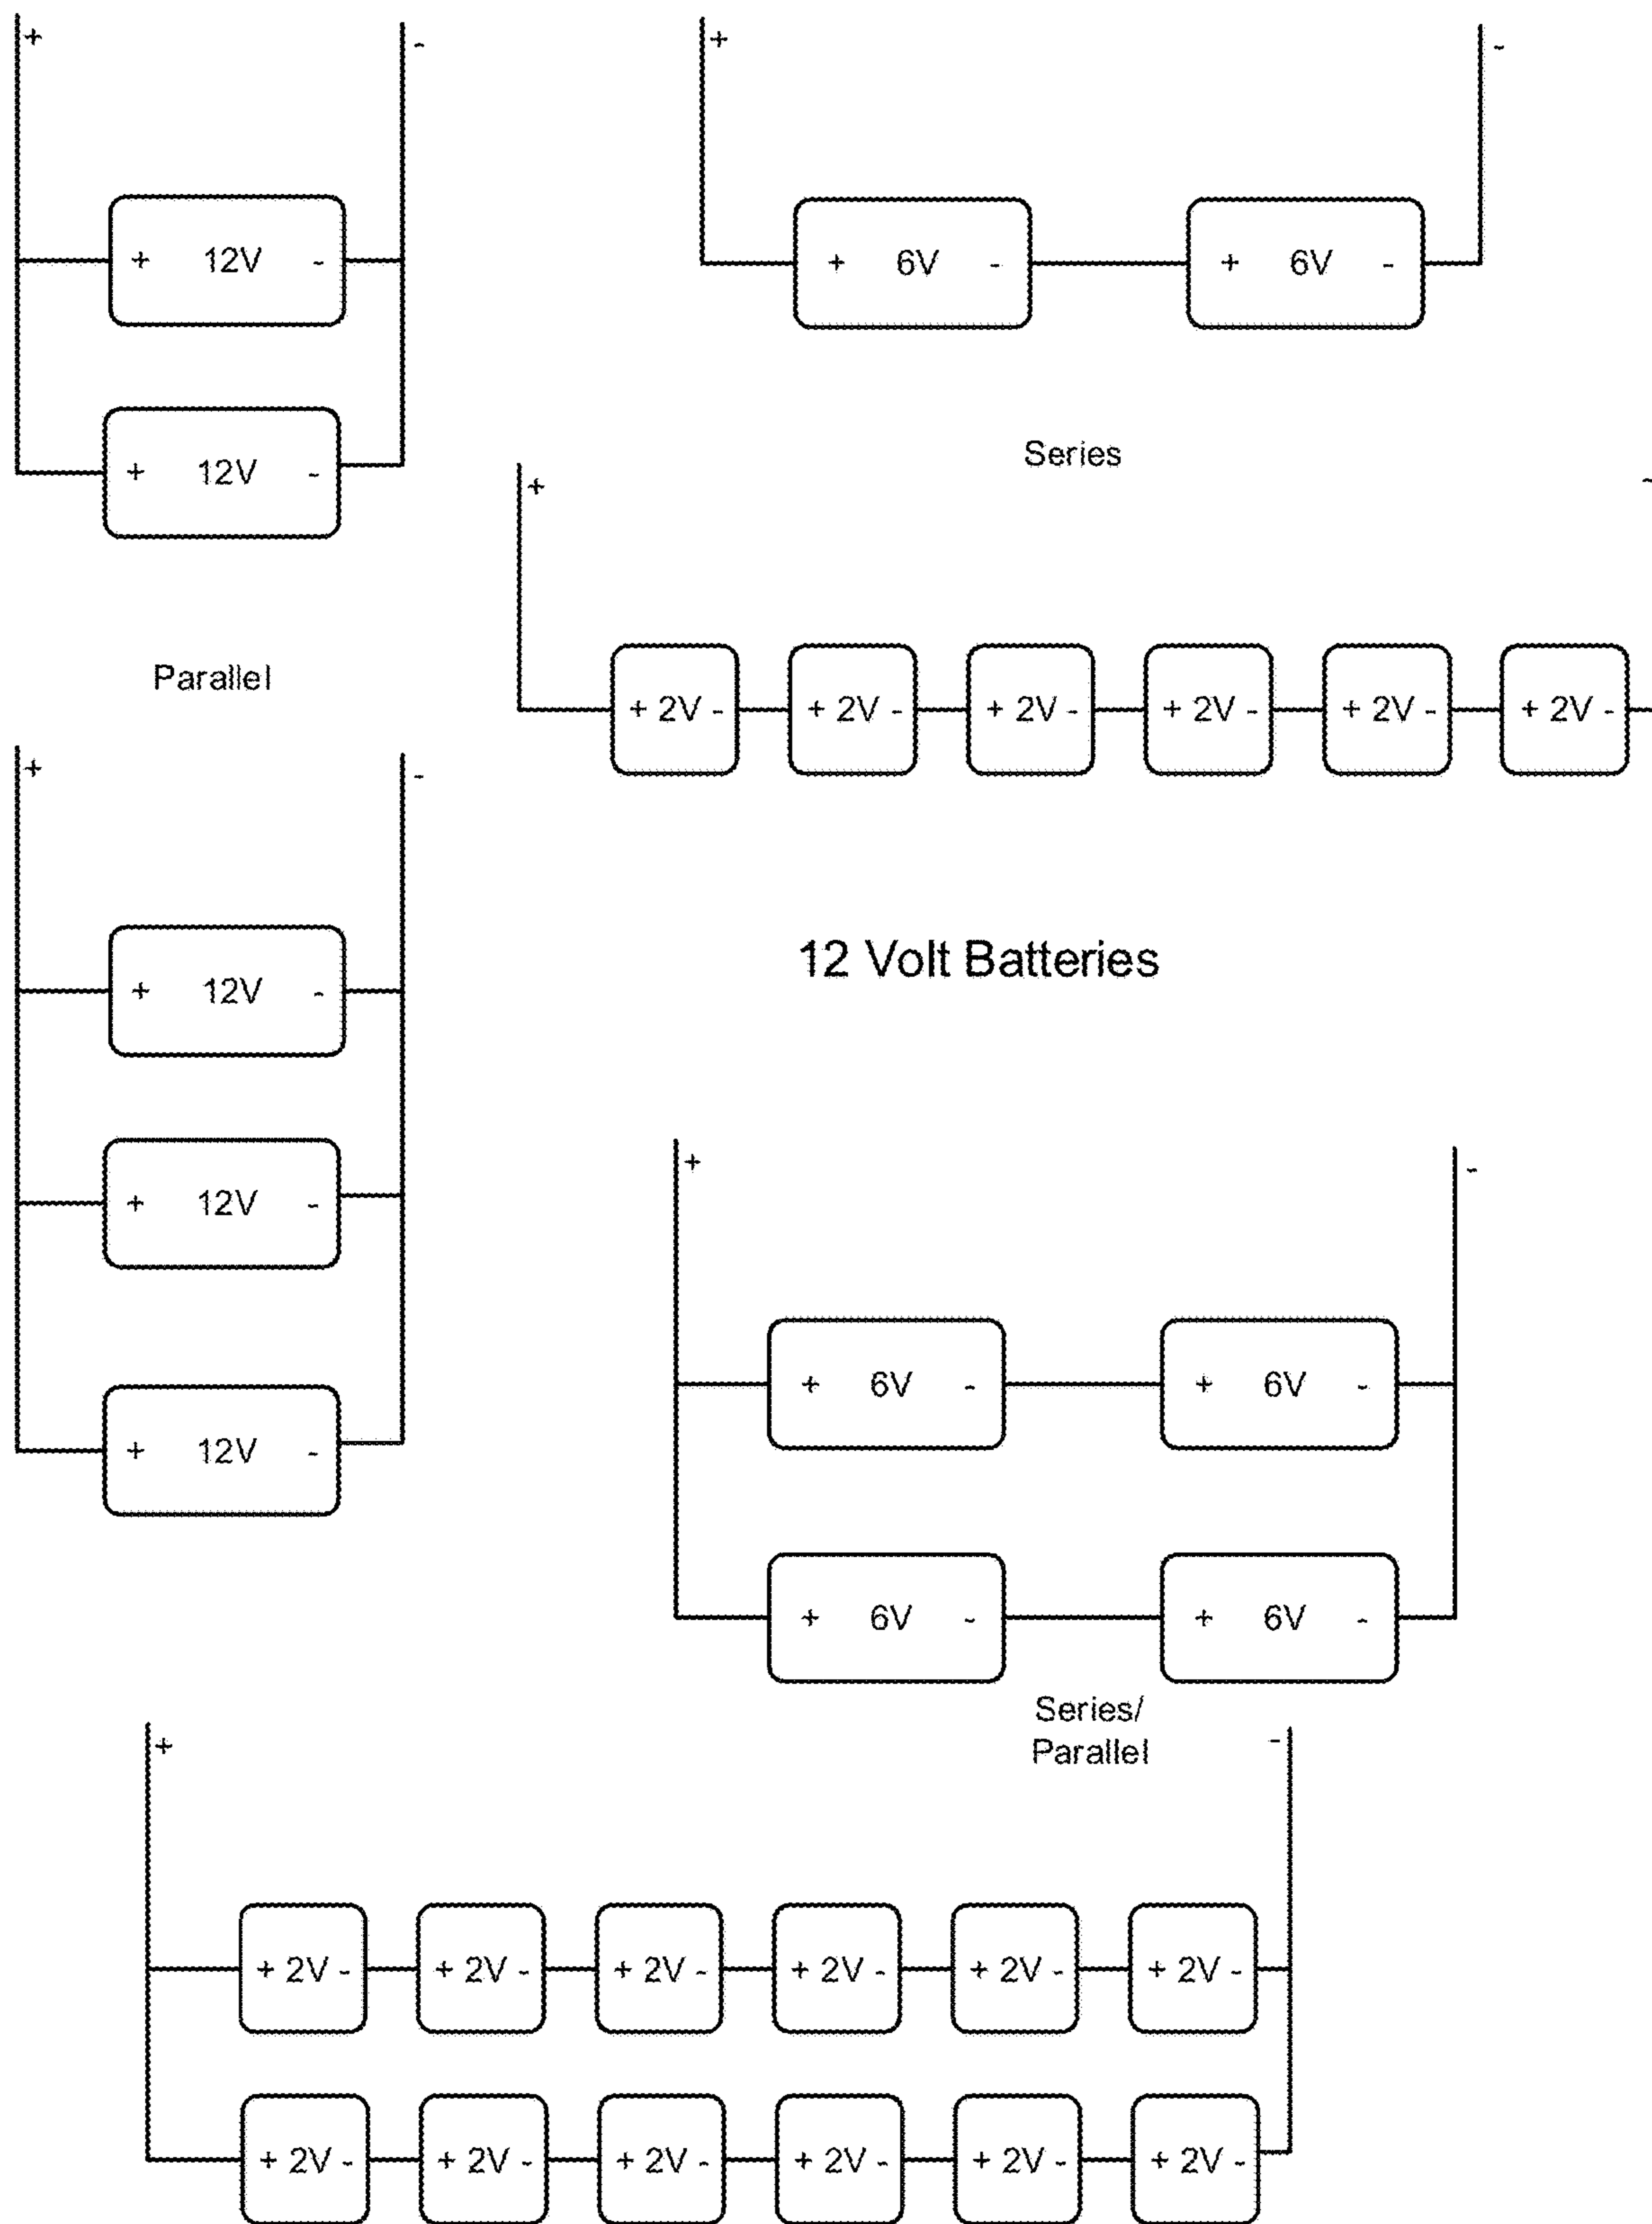 + -
+ -
+ 12V -
+ 6V - + 6V -
+ 12V -
Series
+ -
Parallel
+ 2V - + 2V - + 2V - + 2V - + 2V - + 2V -
+ -
12 Volt Batteries
+ 12V -
+ -
+ 12V -
+ 6V - + 6V -
+ 12V -
+ 6V - + 6V -
Series/
Parallel
+ -
+ 2V - + 2V - + 2V - + 2V - + 2V - + 2V -
+ 2V - + 2V - + 2V - + 2V - + 2V - + 2V -